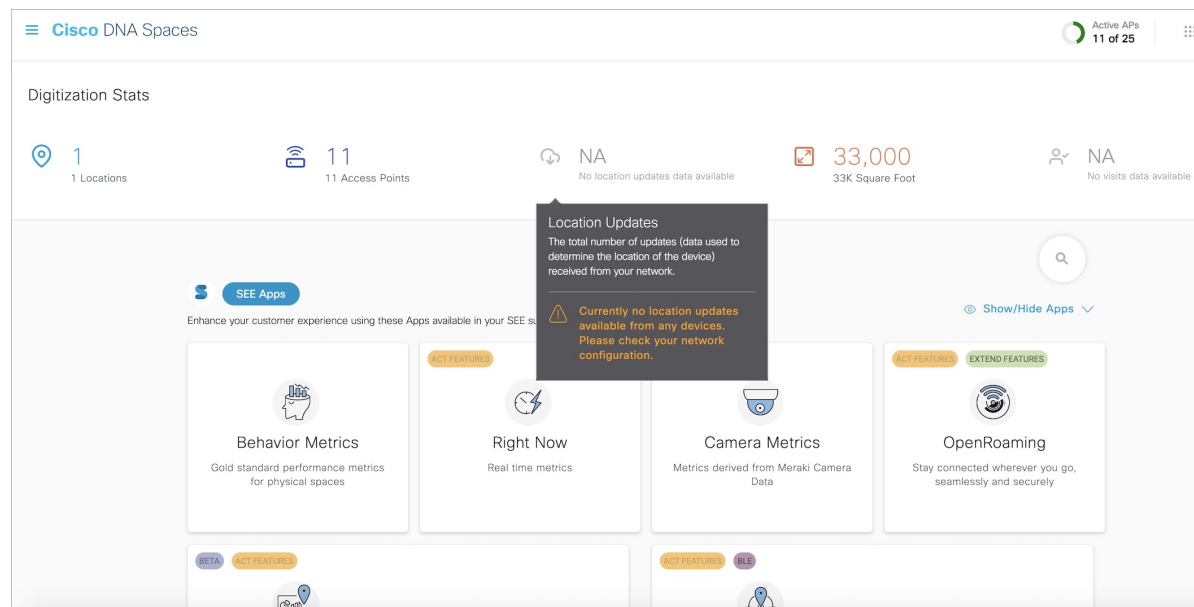 Cisco DNA Spaces
Active APs
11 of 25
Digitization Stats
1
1 Locations
11
11 Access Points
NA
No location updates data available
33,000
33K Square Foot
NA
No visits data available
Location Updates
The total number of updates (data used to
determine the location of the device)
received from your network.
Currently no location updates
available from any devices.
Please check your network
configuration.
SEE Apps
Enhance your customer experience using these Apps available in your SEE
Show/Hide Apps
Behavior Metrics
Gold standard performance metrics
for physical spaces
ACT FEATURES
Right Now
Real time metrics
Camera Metrics
Metrics derived from Meraki Camera
Data
ACT FEATURES EXTEND FEATURES
OpenRoaming
Stay connected wherever you go,
seamlessly and securely
BETA ACT FEATURES
ACT FEATURES BLE